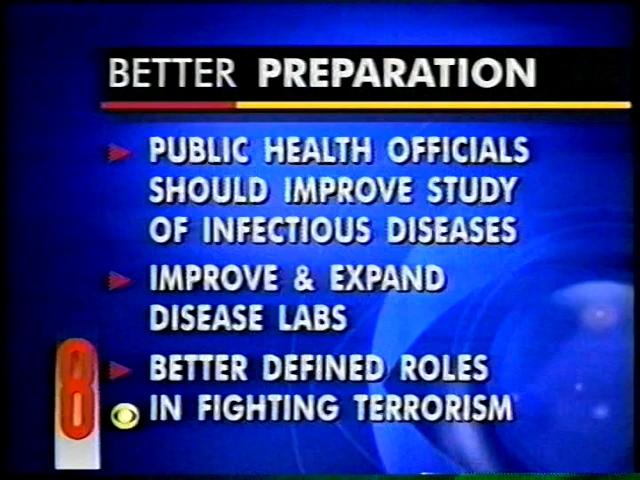 BETTER PREPARATION
PUBLIC HEALTH OFFICIALS
SHOULD IMPROVE STUDY
OF INFECTIOUS DISEASES
IMPROVE & EXPAND
DISEASE LABS
BETTER DEFINED ROLES
8 IN FIGHTING TERRORISM